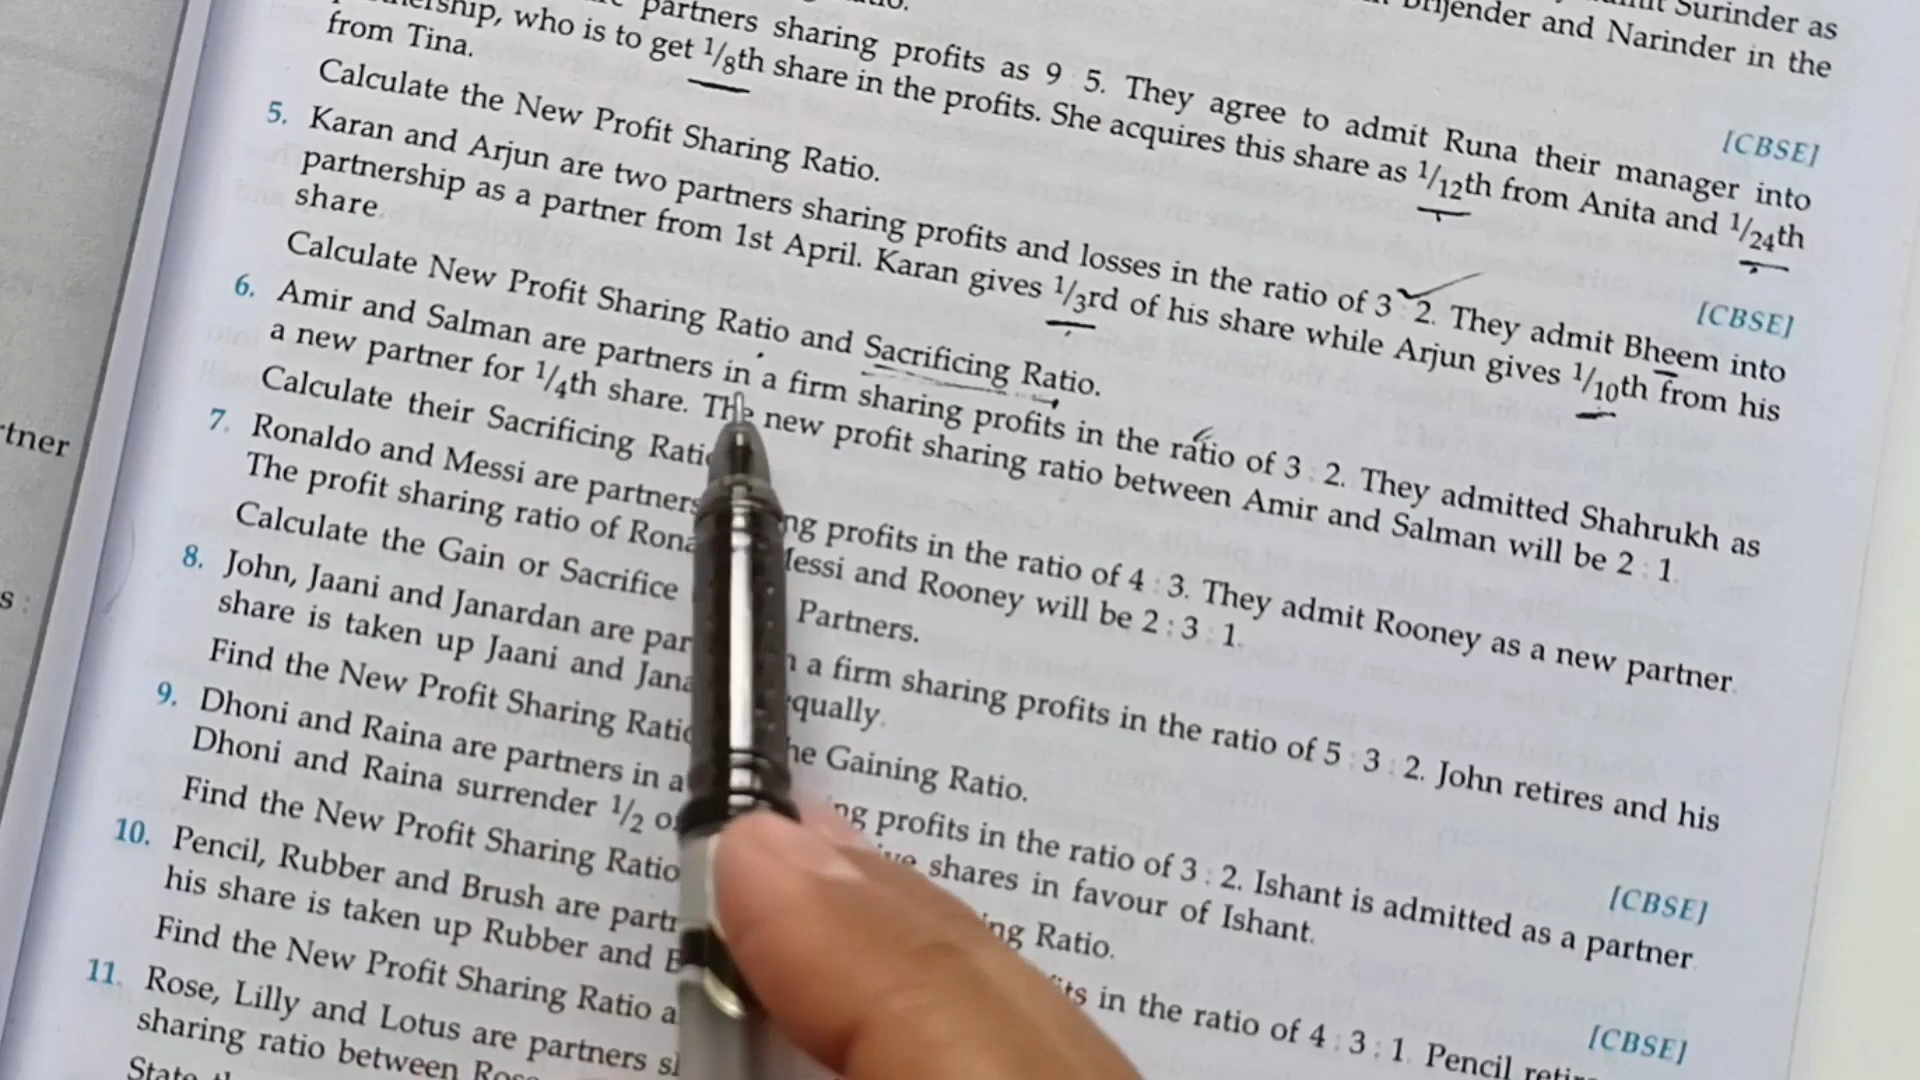 Surinder as
and Narinder in the
partners sharing profits as 9 : 5. They agree to admit Runa their manager into
who is to get 1/8th share in the profits. She acquires this share as 1/12th from Anita and 1/24th
from Tina.
[CBSE]
Calculate the New Profit Sharing Ratio.
5. Karan and Arjun are two partners sharing profits and losses in the ratio of 3 : 2. They admit Bheem into
partnership as a partner from 1st April. Karan gives 1/3rd of his share while Arjun gives 1/10th from his
share.
[CBSE]
Calculate New Profit Sharing Ratio and Sacrificing Ratio.
6. Amir and Salman are partners in a firm sharing profits in the ratio of 3 : 2. They admitted Shahrukh as
a new partner for 1/4th share. The new profit sharing ratio between Amir and Salman will be 2 : 1.
Calculate their Sacrificing
7. Ronaldo and Messi are partners profits in the ratio of 4 : 3. They admit Rooney as a new partner.
The profit sharing ratio of and Rooney will be 2 : 3 : 1.
Calculate the Gain or Sacrifice Partners.
8. John, Jaani and Janardan are a firm sharing profits in the ratio of 5 : 3 : 2. John retires and his
share is taken up Jaani and equally.
Find the New Profit Sharing Gaining Ratio.
9. Dhoni and Raina are partners in a profits in the ratio of 3 : 2. Ishant is admitted as a partner.
Dhoni and Raina surrender 1/2 shares in favour of Ishant.
[CBSE]
Find the New Profit Sharing Ratio Ratio.
10. Pencil, Rubber and Brush are in the ratio of 4 : 3 : 1. Pencil
his share is taken up Rubber and
[CBSE]
Find the New Profit Sharing Ratio
11. Rose, Lilly and Lotus are partners
sharing ratio between